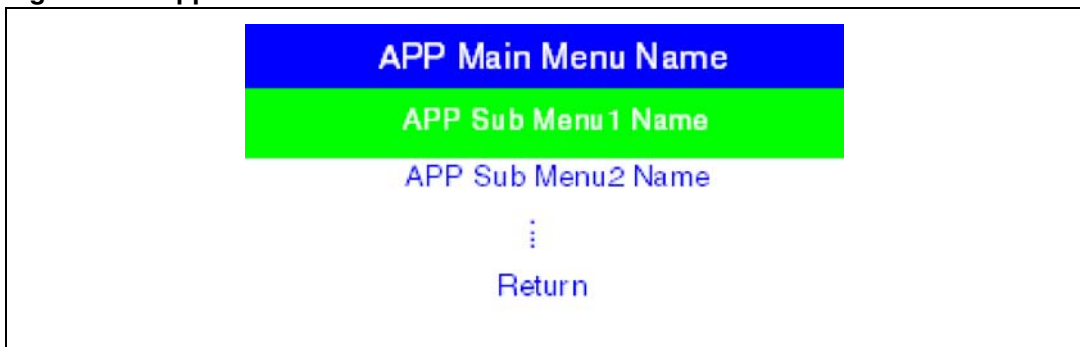 APP Main Menu Name
APP Sub Menu1 Name
APP Sub Menu2 Name
Return